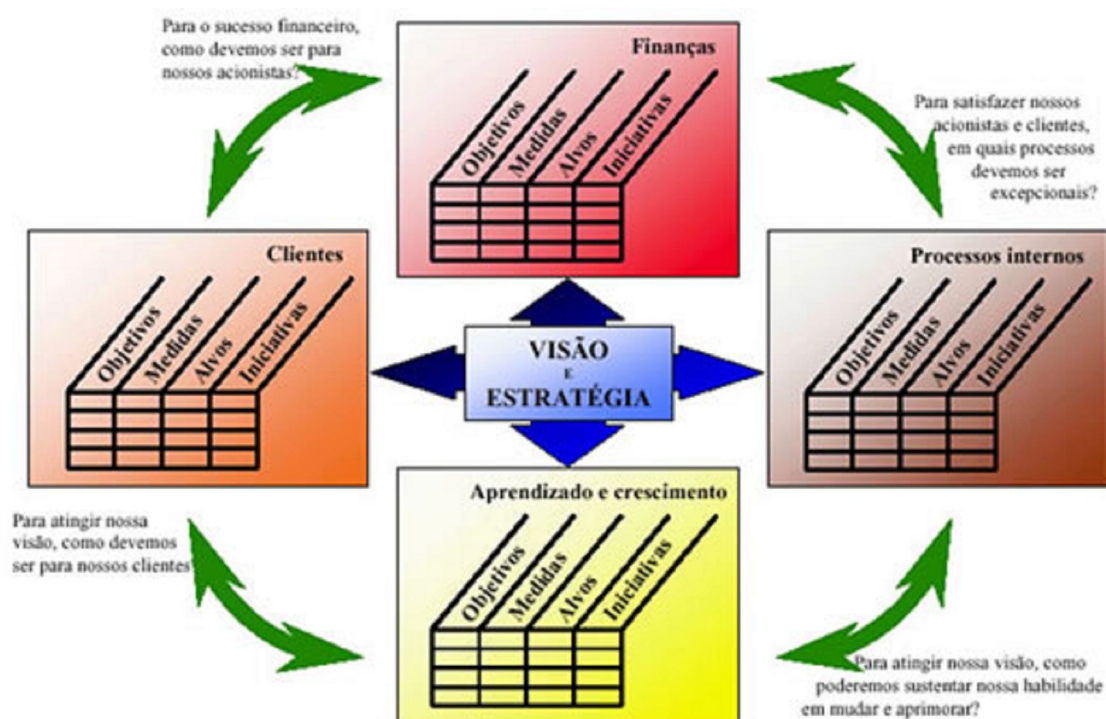 Para o sucesso financeiro,
como devemos ser para
nossos acionistas?
Finanças
Objetivos
Medidas
Alvos
Iniciativas
Para satisfazer nossos
acionistas e clientes,
em quais processos
devemos ser
excepcionais?
Clientes
Objetivos
Medidas
Alvos
Iniciativas
VISÃO
E
ESTRATÉGIA
Processos internos
Objetivos
Medidas
Alvos
Iniciativas
Para atingir nossa
visão, como devemos
ser para nossos clientes
Aprendizado e crescimento
Objetivos
Medidas
Alvos
Iniciativas
Para atingir nossa visão, como
poderemos sustentar nossa habilidade
em mudar e aprimorar?